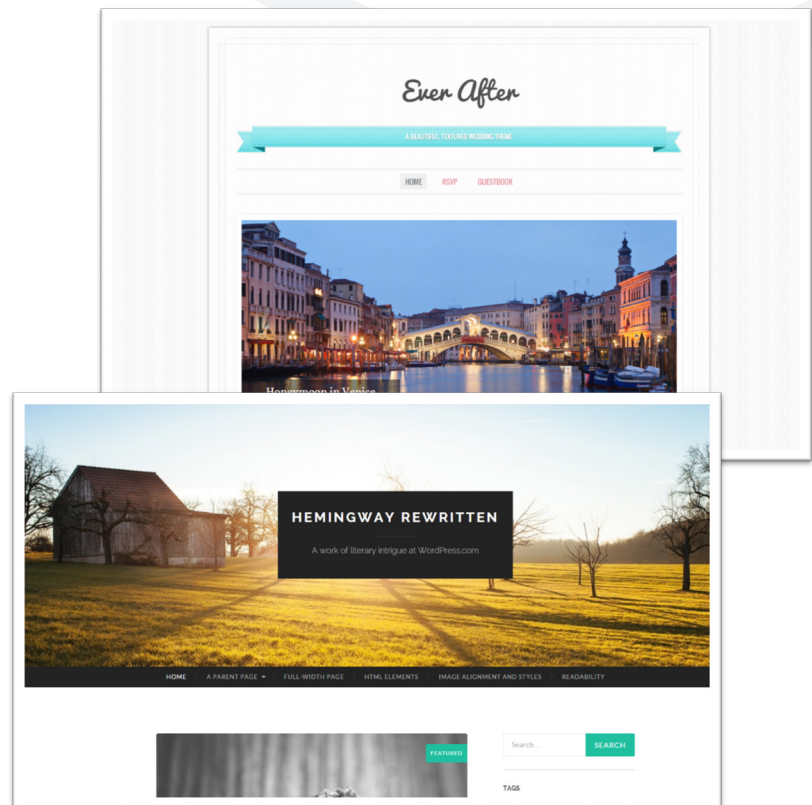 Ever After
A BEAUTIFUL, TEXTURED WEDDING THEME
HOME RSVP GUESTBOOK
Honeymoon in Venice
HEMINGWAY REWRITTEN
A work of literary intrigue at WordPress.com
HOME / A PARENT PAGE / FULL-WIDTH PAGE / HTML ELEMENTS / IMAGE ALIGNMENT AND STYLES / READABILITY
FEATURED
Search ...
SEARCH
TAGS